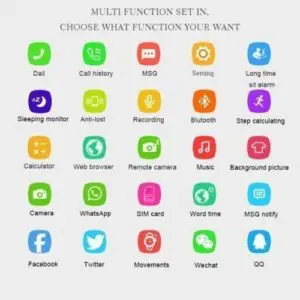 MULTI FUNCTION SET IN,
CHOOSE WHAT FUNCTION YOUR WANT
Dail Call history MSG Setting Long time
sit alarm
Sleeping monitor Anti-lost Recording Blutooth Step calculating
Calculator Web browser Remote camera Music Background picture
Camera WhatsApp SIM card Word time MSG notify
Facebook Twitter Movements Wechat QQ